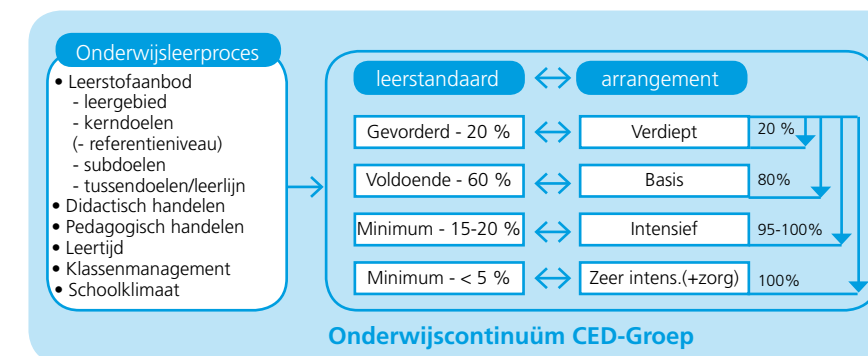 Onderwijsleerproces
• Leerstofaanbod
- leergebied
- kerndoelen
(- referentieniveau)
- subdoelen
- tussendoelen/leerlijn
• Didactisch handelen
• Pedagogisch handelen
• Leertijd
• Klassenmanagement
• Schoolklimaat
leerstandaard arrangement
Gevorderd - 20 % Verdiept 20 %
Voldoende - 60 % Basis 80%
Minimum - 15-20 % Intensief 95-100%
Minimum - < 5 % Zeer intens.(+zorg) 100%
Onderwijscontinuüm CED-Groep